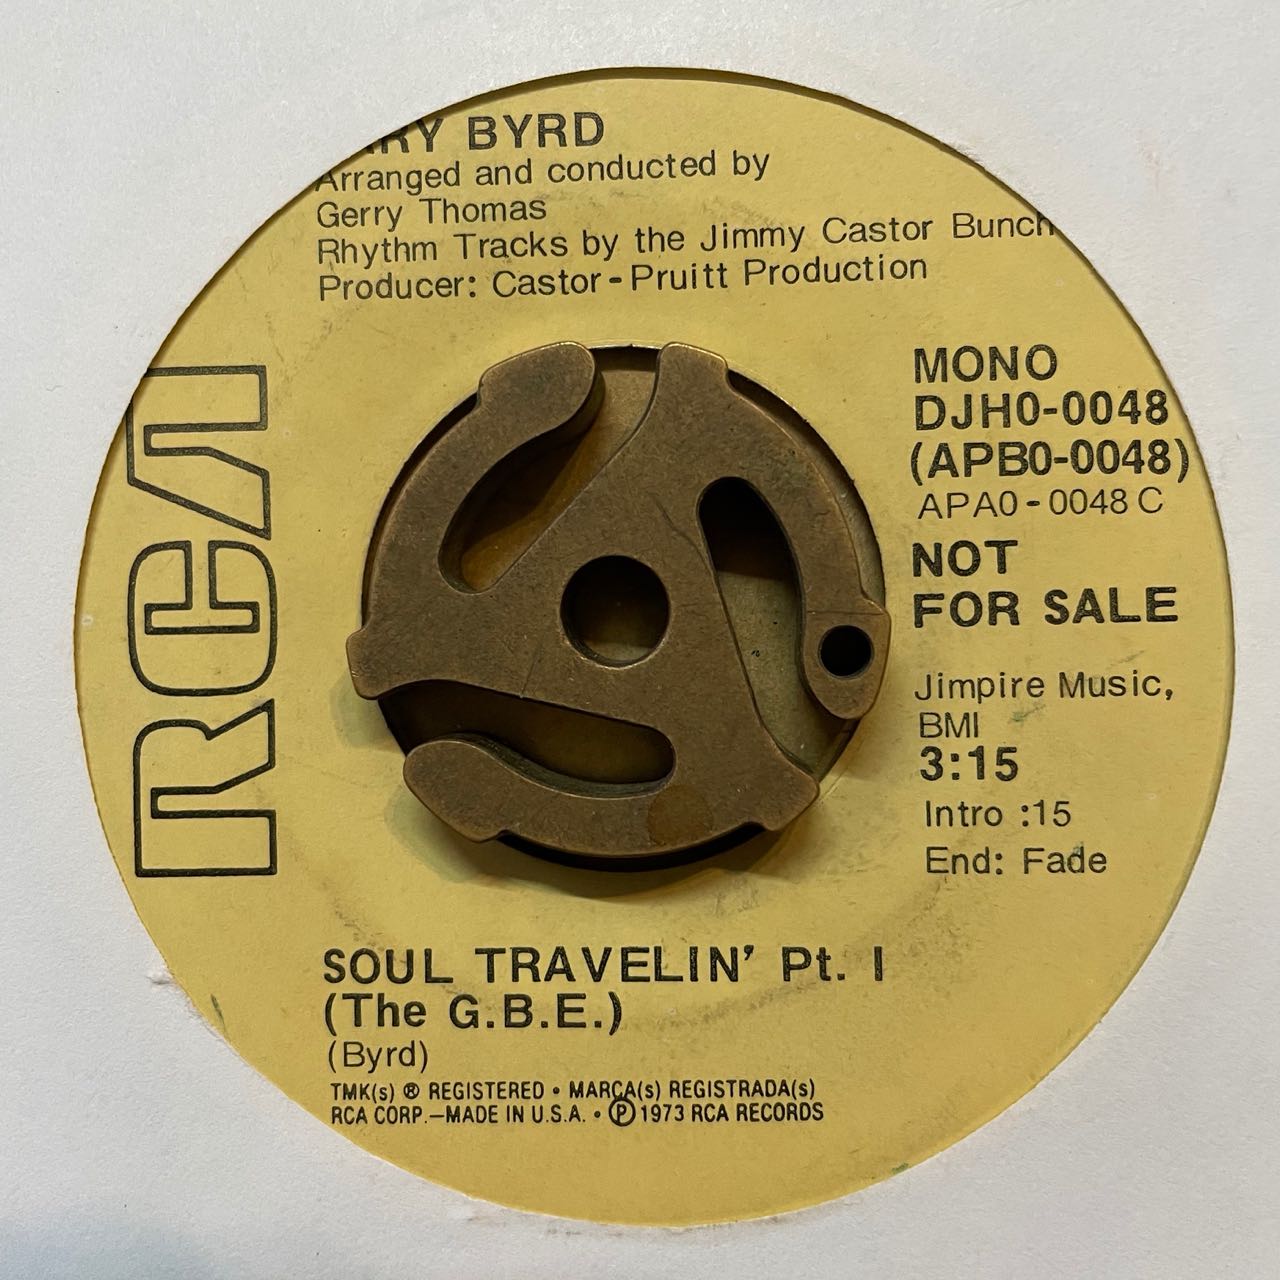 BYRD
Arranged and conducted by
Gerry Thomas
Rhythm Tracks by the Jimmy Castor Bunch
Producer: Castor-Pruitt Production
RCA
MONO
DJH0-0048
(APB0-0048)
APA0-0048 C
NOT
FOR SALE
Jimpire Music,
BMI
3:15
Intro :15
End: Fade
SOUL TRAVELIN' Pt. I
(The G.B.E.)
(Byrd)
TMK(s) ® REGISTERED • MARCA(s) REGISTRADA(s)
RCA CORP.—MADE IN U.S.A. • ℗ 1973 RCA RECORDS